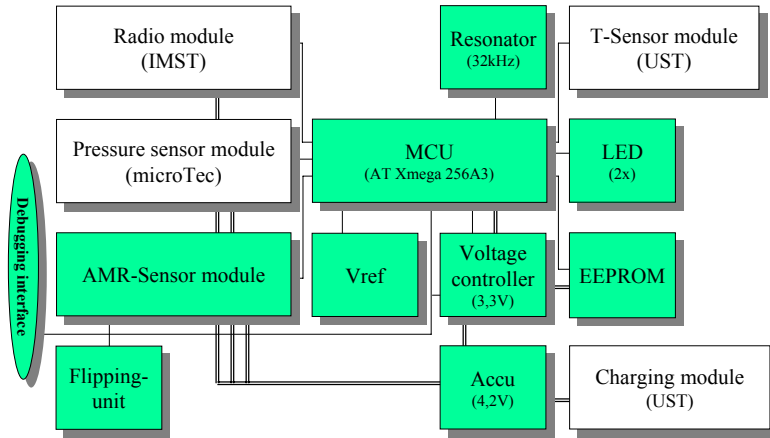 Radio module
(IMST)
Resonator
(32kHz)
T-Sensor module
(UST)
Pressure sensor module
(microTec)
MCU
(AT Xmega 256A3)
LED
(2x)
Debugging interface
AMR-Sensor module
Vref
Voltage
controller
(3,3V)
EEPROM
Flipping-
unit
Accu
(4,2V)
Charging module
(UST)